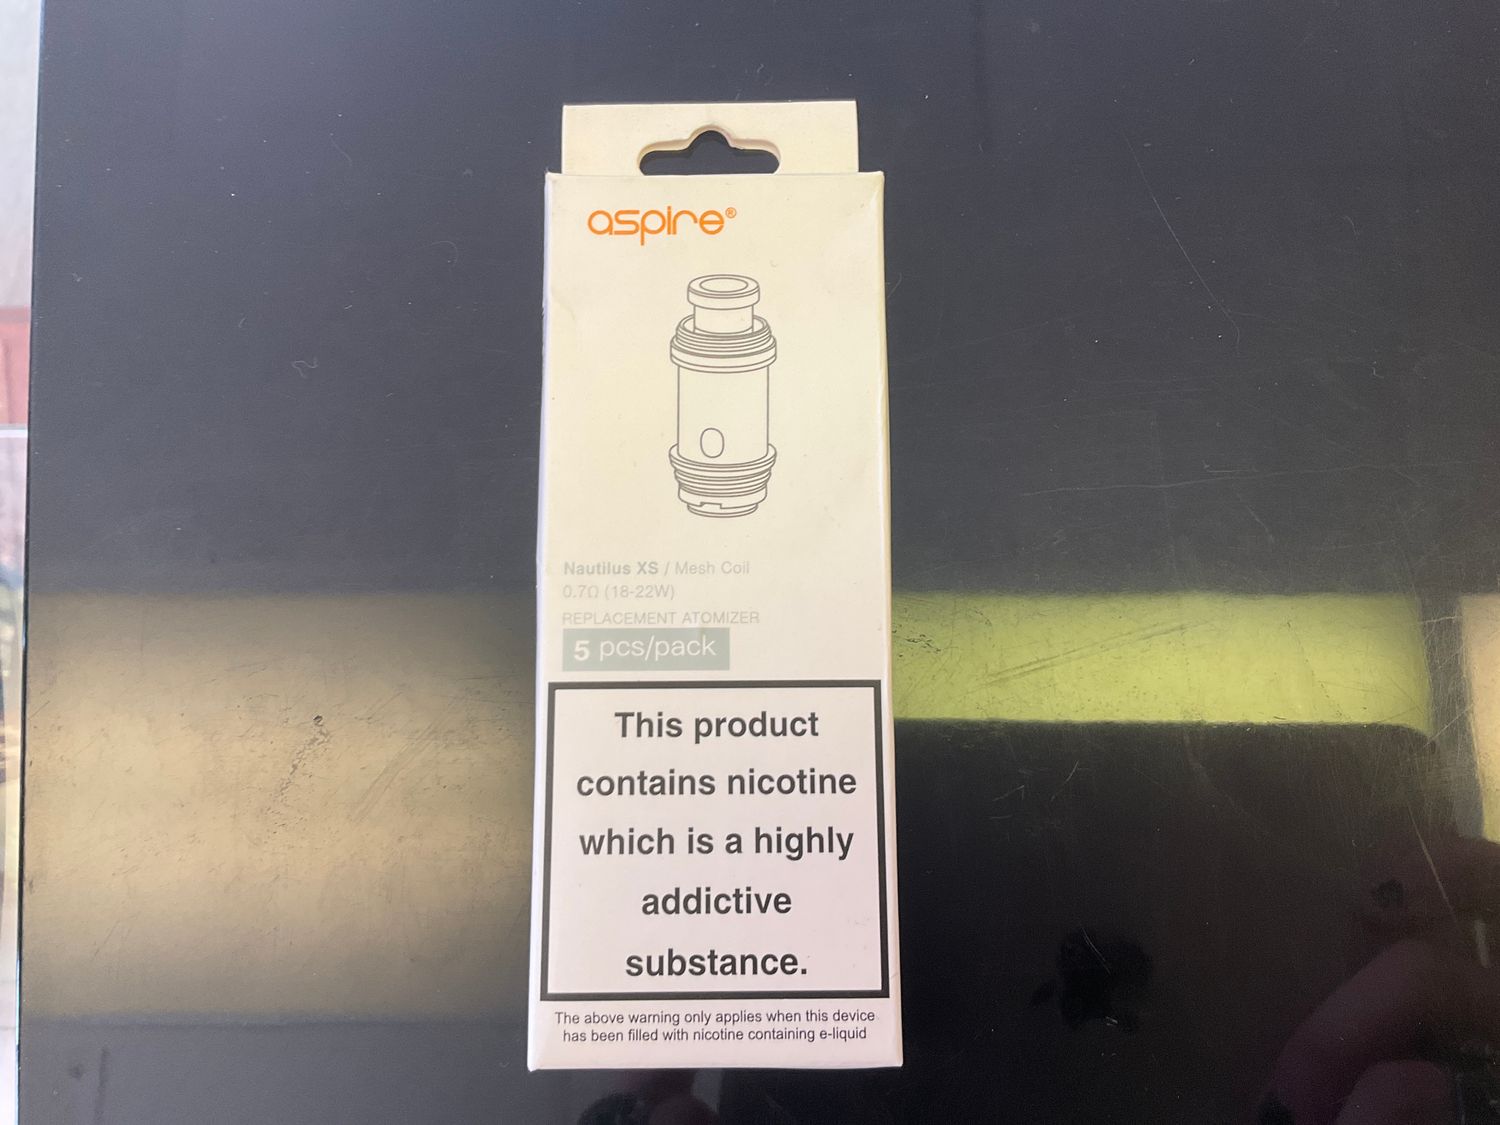 aspire®
Nautilus XS / Mesh Coil
0.7Ω (18-22W)
REPLACEMENT ATOMIZER
5 pcs/pack
This product
contains nicotine
which is a highly
addictive
substance.
The above warning only applies when this device
has been filled with nicotine containing e-liquid